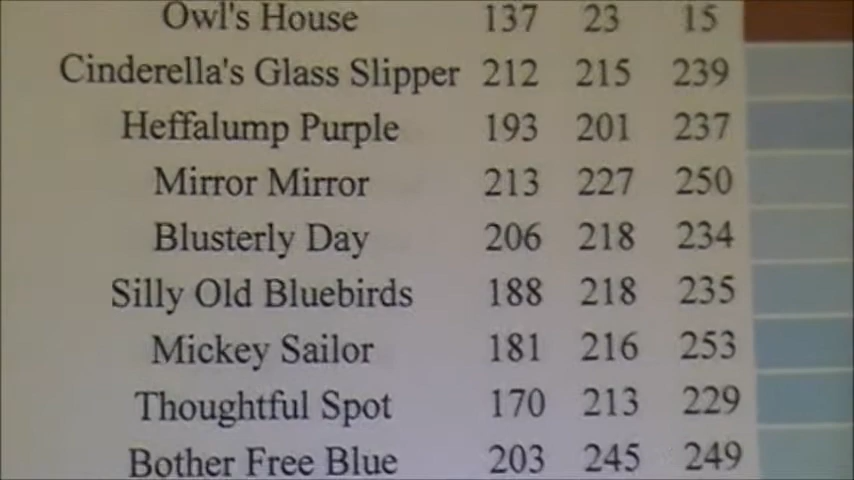 Owl's House 137 23 15
Cinderella's Glass Slipper 212 215 239
Heffalump Purple 193 201 237
Mirror Mirror 213 227 250
Blusterly Day 206 218 234
Silly Old Bluebirds 188 218 235
Mickey Sailor 181 216 253
Thoughtful Spot 170 213 229
Bother Free Blue 203 245 249